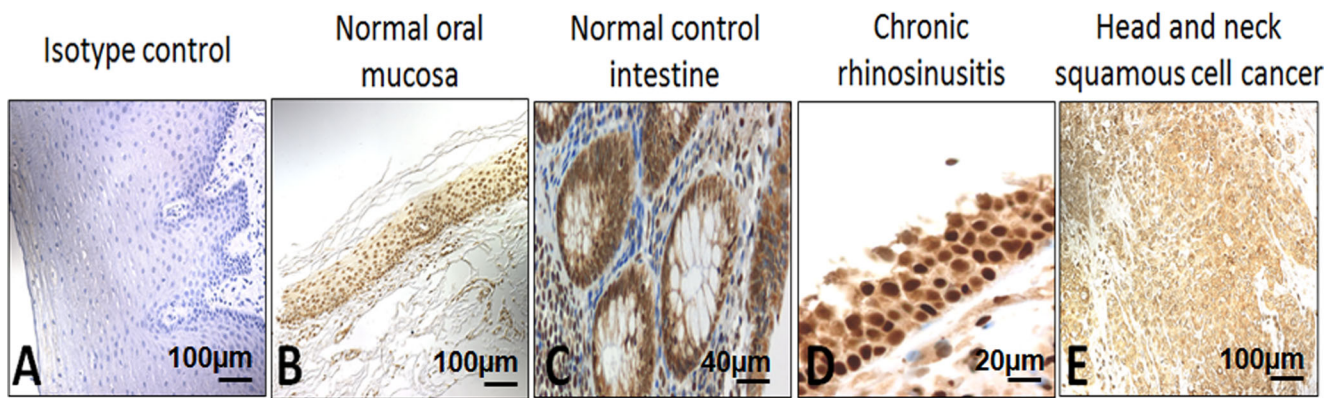 Isotype control
Normal oral
mucosa
Normal control
intestine
Chronic
rhinosinusitis
Head and neck
squamous cell cancer
A
100µm
B
100µm
C
40µm
D
20µm
E
100µm